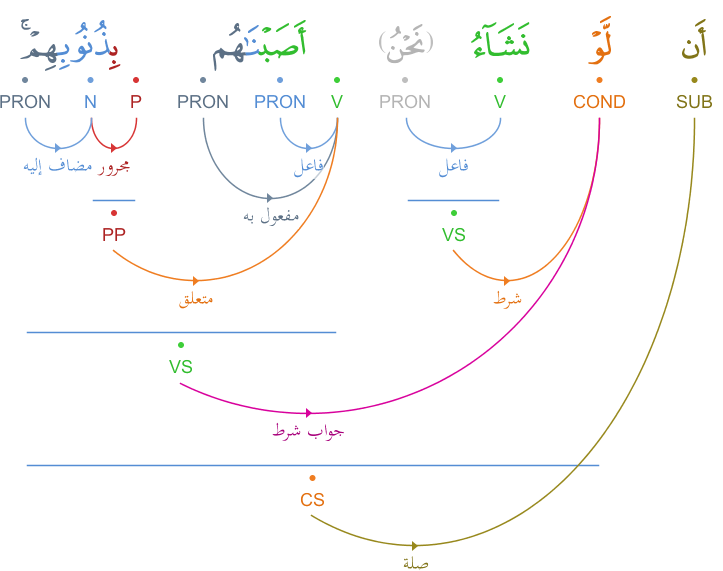 أَن لَّوْ نَشَآءُ (نَحْنُ) أَصَبْنَـٰهُم بِذُنُوبِهِمْ ۚ
SUB COND V PRON V PRON PRON P N PRON
فاعل فاعل مجرور مضاف إليه
مفعول به
VS PP
شرط متعلق
VS
جواب شرط
CS
صلة